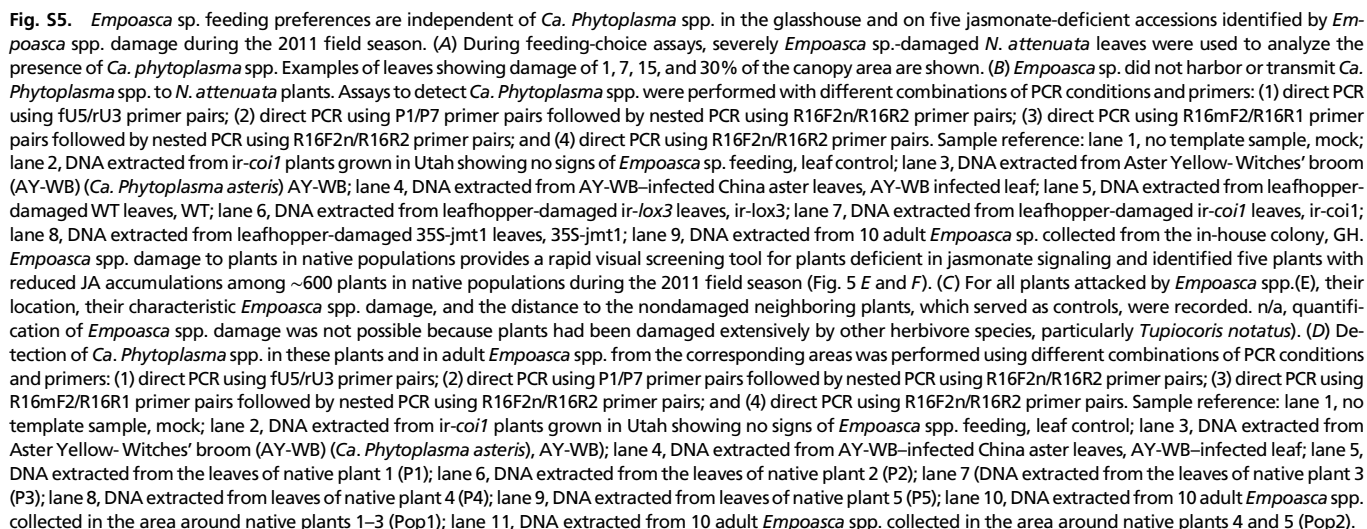 Fig. S5. Empoasca sp. feeding preferences are independent of Ca. Phytoplasma spp. in the glasshouse and on five jasmonate-deficient accessions identified by Em-
poasca spp. damage during the 2011 field season. (A) During feeding-choice assays, severely Empoasca sp.-damaged N. attenuata leaves were used to analyze the
presence of Ca. phytoplasma spp. Examples of leaves showing damage of 1, 7, 15, and 30% of the canopy area are shown. (B) Empoasca sp. did not harbor or transmit Ca.
Phytoplasma spp. to N. attenuata plants. Assays to detect Ca. Phytoplasma spp. were performed with different combinations of PCR conditions and primers: (1) direct PCR
using fU5/rU3 primer pairs; (2) direct PCR using P1/P7 primer pairs followed by nested PCR using R16F2n/R16R2 primer pairs; (3) direct PCR using R16mF2/R16R1 primer
pairs followed by nested PCR using R16F2n/R16R2 primer pairs; and (4) direct PCR using R16F2n/R16R2 primer pairs. Sample reference: lane 1, no template sample, mock;
lane 2, DNA extracted from ir-coi1 plants grown in Utah showing no signs of Empoasca sp. feeding, leaf control; lane 3, DNA extracted from Aster Yellow- Witches' broom
(AY-WB) (Ca. Phytoplasma asteris) AY-WB; lane 4, DNA extracted from AY-WB–infected China aster leaves, AY-WB infected leaf; lane 5, DNA extracted from leafhopper-
damaged WT leaves, WT; lane 6, DNA extracted from leafhopper-damaged ir-lox3 leaves, ir-lox3; lane 7, DNA extracted from leafhopper-damaged ir-coi1 leaves, ir-coi1;
lane 8, DNA extracted from leafhopper-damaged 35S-jmt1 leaves, 35S-jmt1; lane 9, DNA extracted from 10 adult Empoasca sp. collected from the in-house colony, GH.
Empoasca spp. damage to plants in native populations provides a rapid visual screening tool for plants deficient in jasmonate signaling and identified five plants with
reduced JA accumulations among ~600 plants in native populations during the 2011 field season (Fig. 5 E and F). (C) For all plants attacked by Empoasca spp.(E), their
location, their characteristic Empoasca spp. damage, and the distance to the nondamaged neighboring plants, which served as controls, were recorded. n/a, quantifi-
cation of Empoasca spp. damage was not possible because plants had been damaged extensively by other herbivore species, particularly Tupiocoris notatus). (D) De-
tection of Ca. Phytoplasma spp. in these plants and in adult Empoasca spp. from the corresponding areas was performed using different combinations of PCR conditions
and primers: (1) direct PCR using fU5/rU3 primer pairs; (2) direct PCR using P1/P7 primer pairs followed by nested PCR using R16F2n/R16R2 primer pairs; (3) direct PCR using
R16mF2/R16R1 primer pairs followed by nested PCR using R16F2n/R16R2 primer pairs; and (4) direct PCR using R16F2n/R16R2 primer pairs. Sample reference: lane 1, no
template sample, mock; lane 2, DNA extracted from ir-coi1 plants grown in Utah showing no signs of Empoasca spp. feeding, leaf control; lane 3, DNA extracted from
Aster Yellow- Witches' broom (AY-WB) (Ca. Phytoplasma asteris), AY-WB); lane 4, DNA extracted from AY-WB–infected China aster leaves, AY-WB–infected leaf; lane 5,
DNA extracted from the leaves of native plant 1 (P1); lane 6, DNA extracted from the leaves of native plant 2 (P2); lane 7 (DNA extracted from the leaves of native plant 3
(P3); lane 8, DNA extracted from leaves of native plant 4 (P4); lane 9, DNA extracted from leaves of native plant 5 (P5); lane 10, DNA extracted from 10 adult Empoasca spp.
collected in the area around native plants 1–3 (Pop1); lane 11, DNA extracted from 10 adult Empoasca spp. collected in the area around native plants 4 and 5 (Pop2).